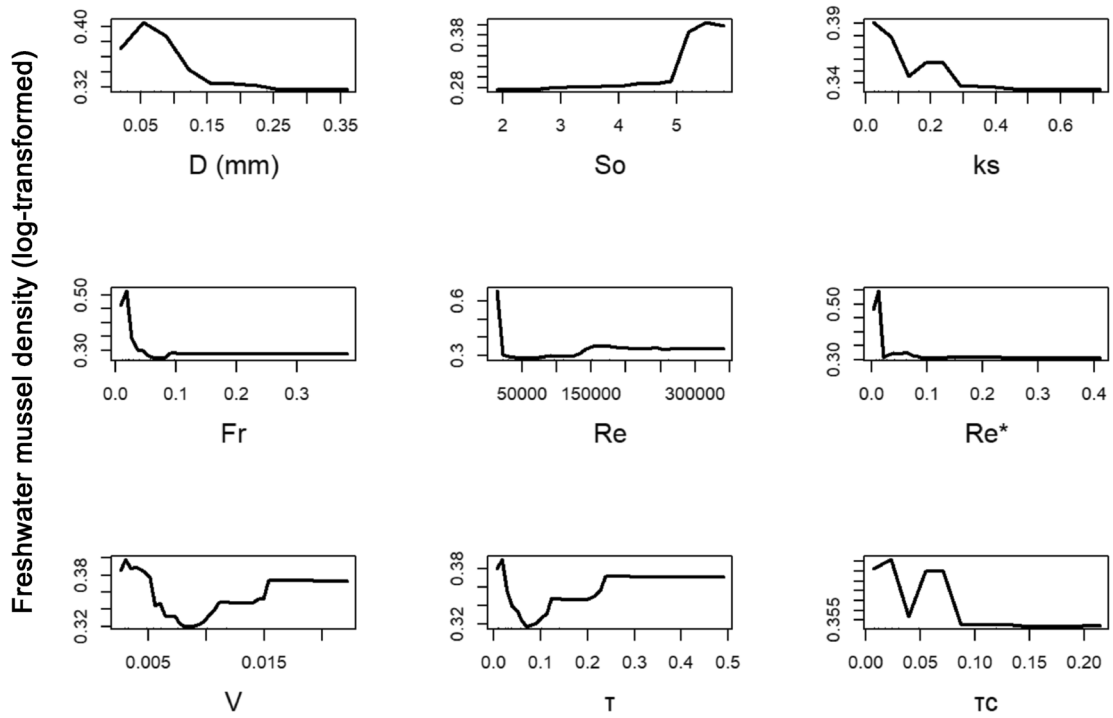 Freshwater mussel density (log-transformed)
0.40
0.32
0.05 0.15 0.25 0.35
D (mm)
0.38
0.28
2 3 4 5
So
0.39
0.34
0.0 0.2 0.4 0.6
ks
0.50
0.30
0.0 0.1 0.2 0.3
Fr
0.6
0.3
50000 150000 300000
Re
0.50
0.30
0.0 0.1 0.2 0.3 0.4
Re*
0.38
0.32
0.005 0.015
V
0.38
0.32
0.0 0.1 0.2 0.3 0.4 0.5
τ
0.355
0.00 0.05 0.10 0.15 0.20
τc